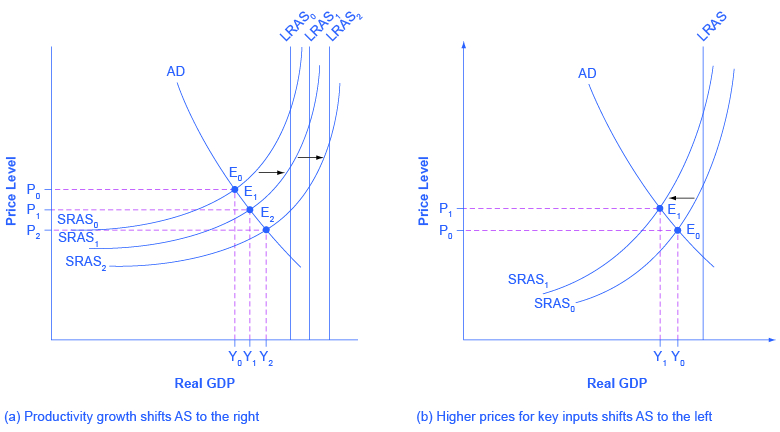 LRAS₀ LRAS₁ LRAS₂
AD
E₀
E₁
E₂
P₀
P₁
P₂
SRAS₀
SRAS₁
SRAS₂
Price Level
Y₀ Y₁ Y₂
Real GDP
(a) Productivity growth shifts AS to the right
LRAS
AD
P₁
P₀
E₁
E₀
SRAS₁
SRAS₀
Price Level
Y₁ Y₀
Real GDP
(b) Higher prices for key inputs shifts AS to the left